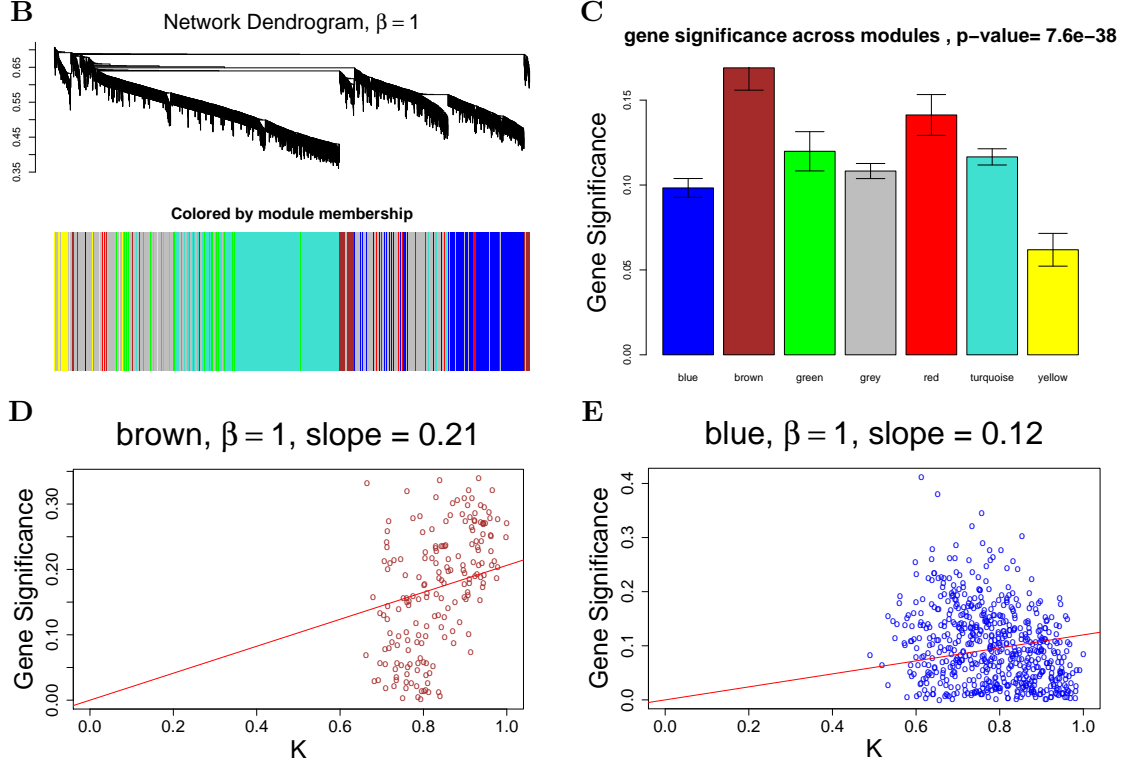 B
Network Dendrogram, β = 1
0.65
0.55
0.45
0.35
Colored by module membership
C
gene significance across modules , p-value= 7.6e-38
Gene Significance
0.15
0.10
0.05
0.00
blue brown green grey red turquoise yellow
D
brown, β = 1, slope = 0.21
Gene Significance
0.30
0.20
0.10
0.00
0.0 0.2 0.4 0.6 0.8 1.0
K
E
blue, β = 1, slope = 0.12
Gene Significance
0.4
0.3
0.2
0.1
0.0
0.0 0.2 0.4 0.6 0.8 1.0
K